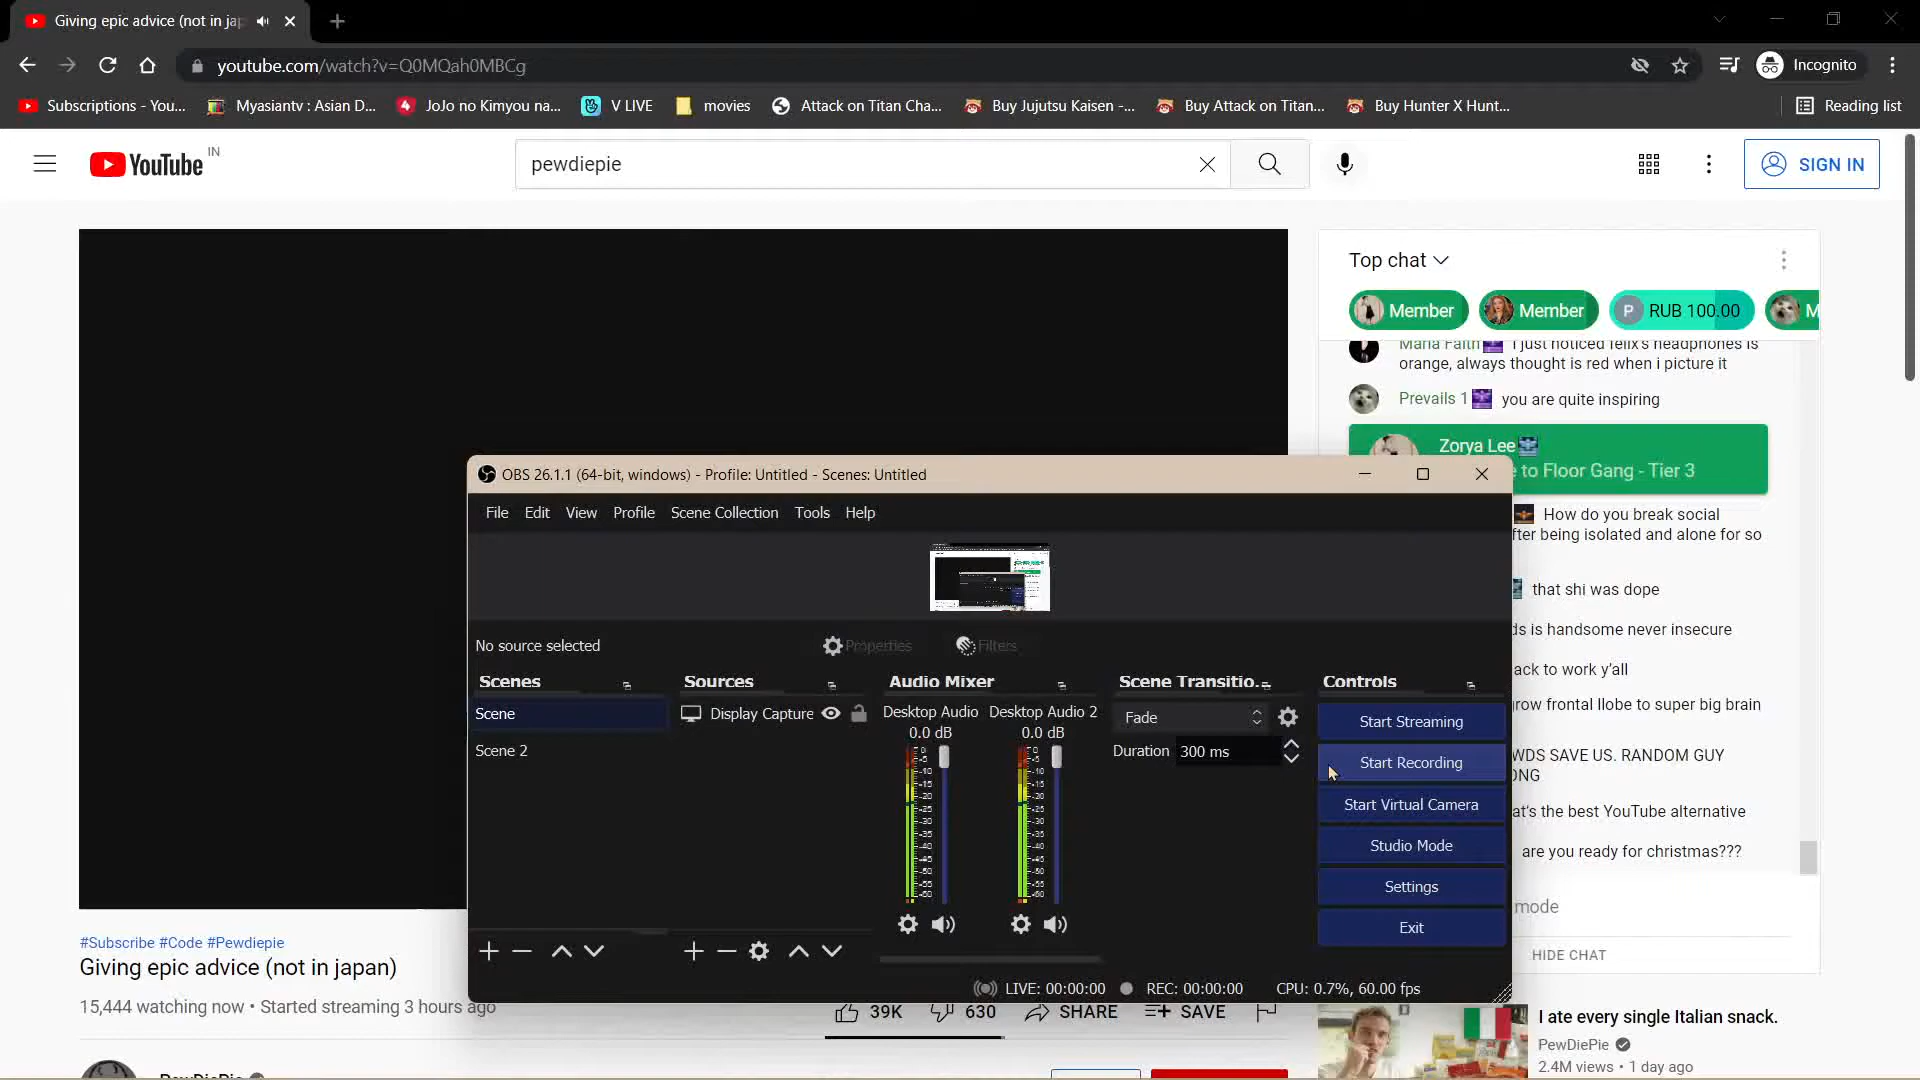 Giving epic advice (not in jap
youtube.com/watch?v=Q0MQah0MBCg
Incognito
Subscriptions - You...
Myasiantv : Asian D...
JoJo no Kimyou na...
V LIVE
movies
Attack on Titan Cha...
Buy Jujutsu Kaisen -...
Buy Attack on Titan...
Buy Hunter X Hunt...
Reading list
YouTube IN
pewdiepie
SIGN IN
Top chat
Member
Member
P RUB 100.00
M
Maria Faith I just noticed felix's headphones is
orange, always thought is red when i picture it
Prevails 1 you are quite inspiring
Zorya Lee
e to Floor Gang - Tier 3
How do you break social
fter being isolated and alone for so
that shi was dope
ds is handsome never insecure
ack to work y'all
row frontal llobe to super big brain
WDS SAVE US. RANDOM GUY
ONG
at's the best YouTube alternative
are you ready for christmas???
mode
HIDE CHAT
OBS 26.1.1 (64-bit, windows) - Profile: Untitled - Scenes: Untitled
File Edit View Profile Scene Collection Tools Help
No source selected
Properties
Filters
Scenes
Scene
Scene 2
Sources
Display Capture
Audio Mixer
Desktop Audio
0.0 dB
Desktop Audio 2
0.0 dB
Scene Transitio...
Fade
Duration 300 ms
Controls
Start Streaming
Start Recording
Start Virtual Camera
Studio Mode
Settings
Exit
LIVE: 00:00:00
REC: 00:00:00
CPU: 0.7%, 60.00 fps
#Subscribe #Code #Pewdiepie
Giving epic advice (not in japan)
15,444 watching now • Started streaming 3 hours ago
39K
630
SHARE
SAVE
PewDiePie
I ate every single Italian snack.
PewDiePie
2.4M views • 1 day ago